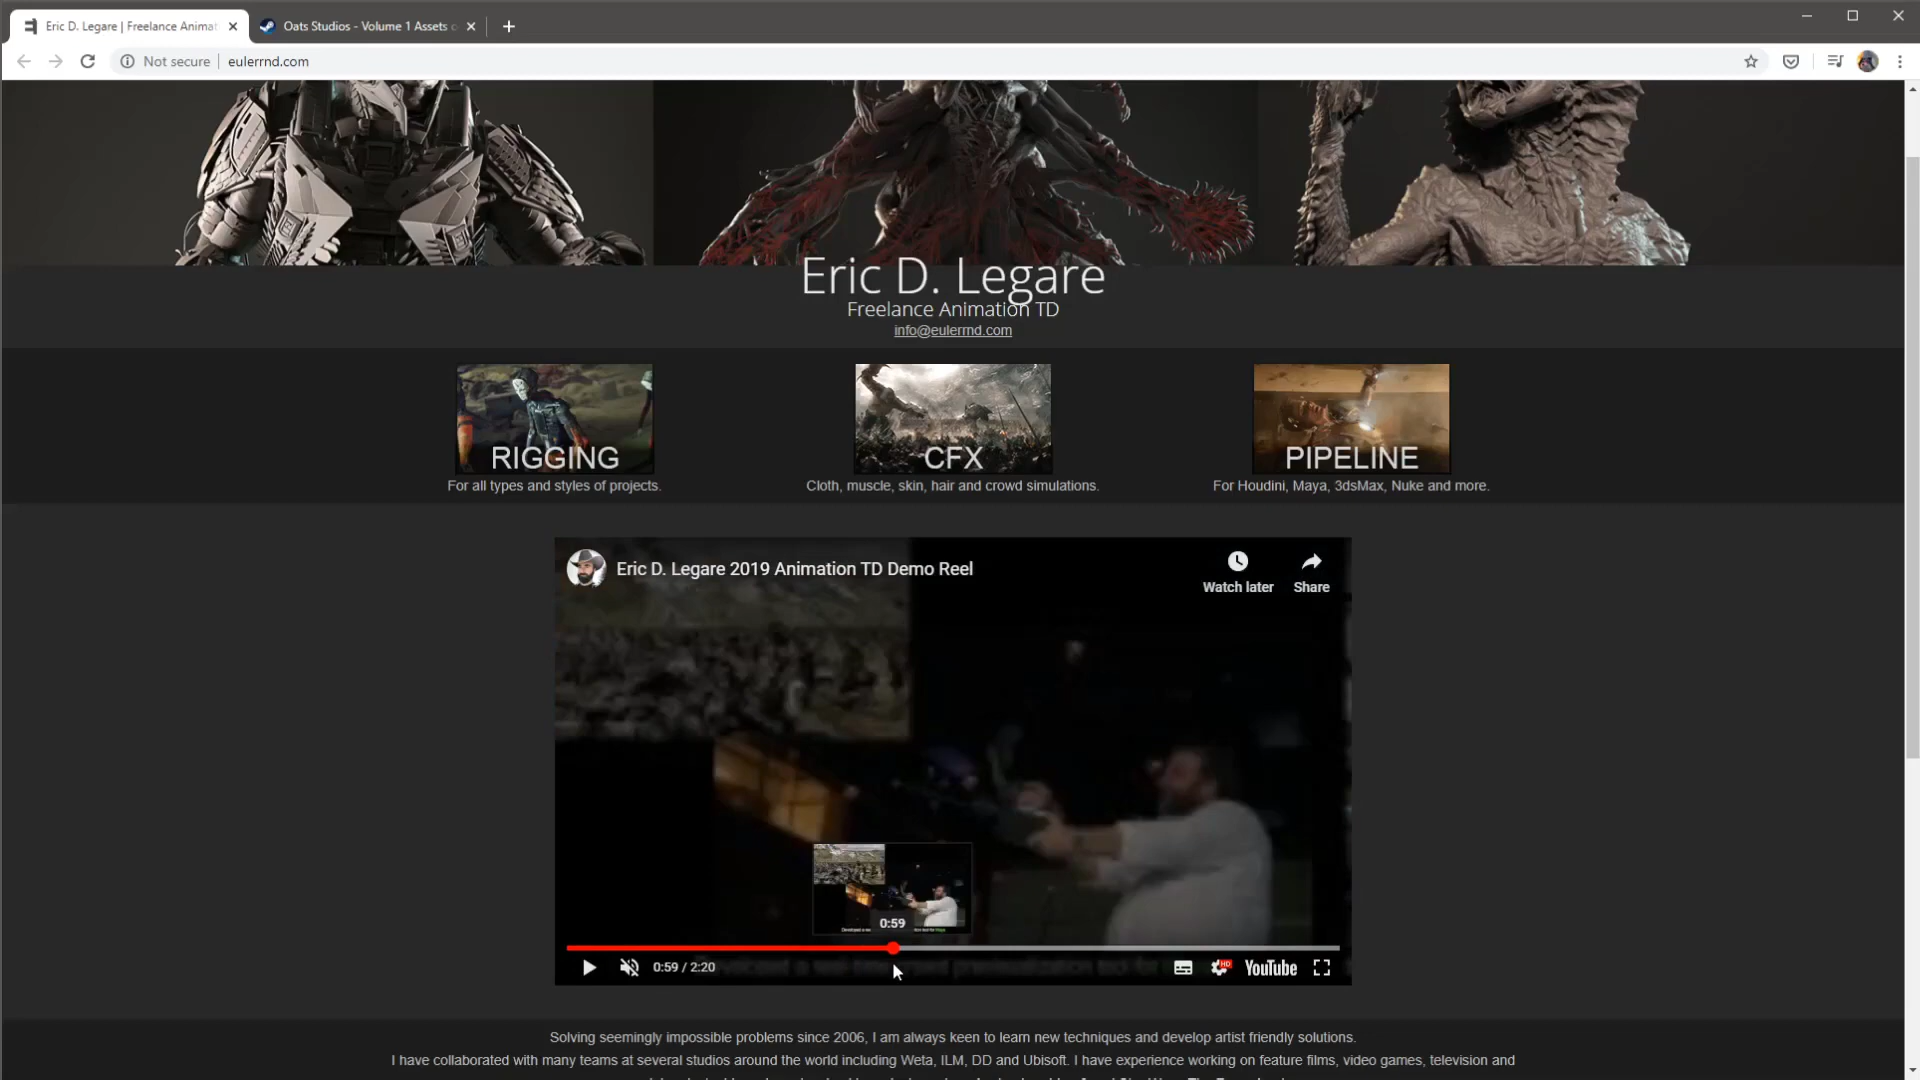 Eric D. Legare | Freelance Animat
Oats Studios - Volume 1 Assets o
Not secure
eulerrnd.com
Eric D. Legare
Freelance Animation TD
info@eulerrnd.com
RIGGING
For all types and styles of projects.
CFX
Cloth, muscle, skin, hair and crowd simulations.
PIPELINE
For Houdini, Maya, 3dsMax, Nuke and more.
Eric D. Legare 2019 Animation TD Demo Reel
Watch later
Share
0:59
0:59 / 2:20
HD
YouTube
Solving seemingly impossible problems since 2006, I am always keen to learn new techniques and develop artist friendly solutions.
I have collaborated with many teams at several studios around the world including Weta, ILM, DD and Ubisoft. I have experience working on feature films, video games, television and